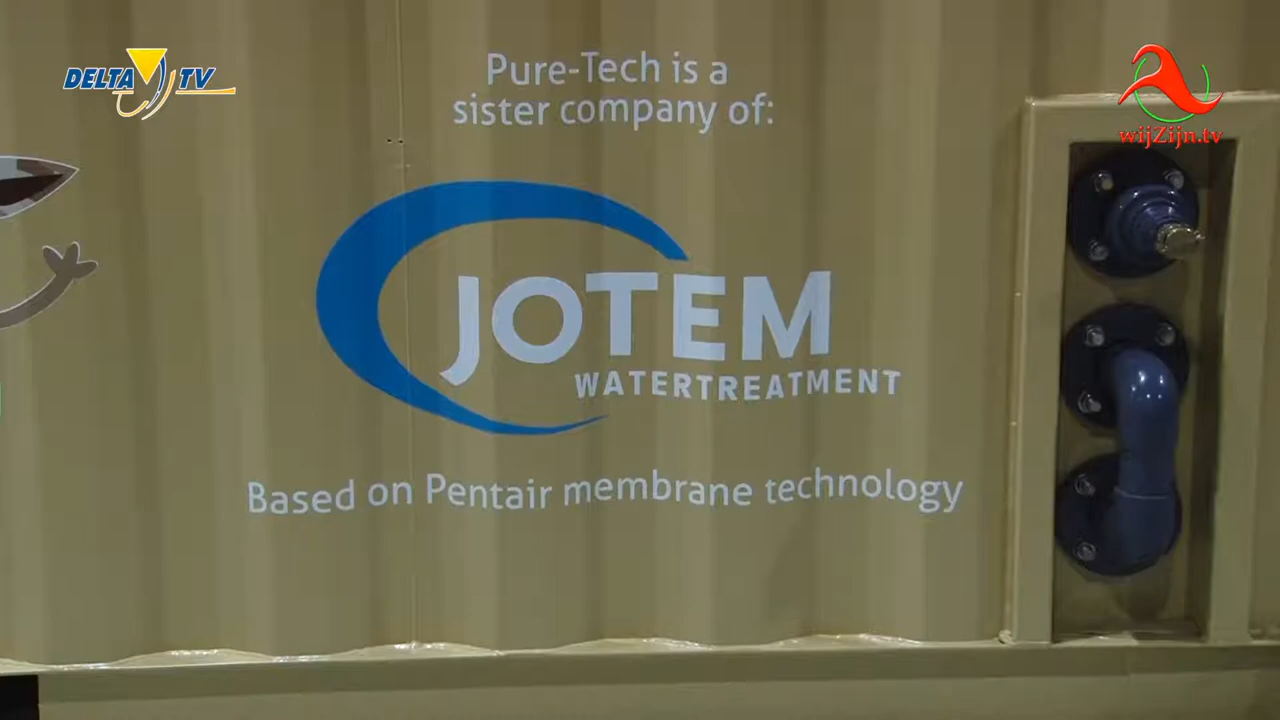 DELTA TV
wijZijn.tv
Pure-Tech is a
sister company of:
JOTEM
WATERTREATMENT
Based on Pentair membrane technology